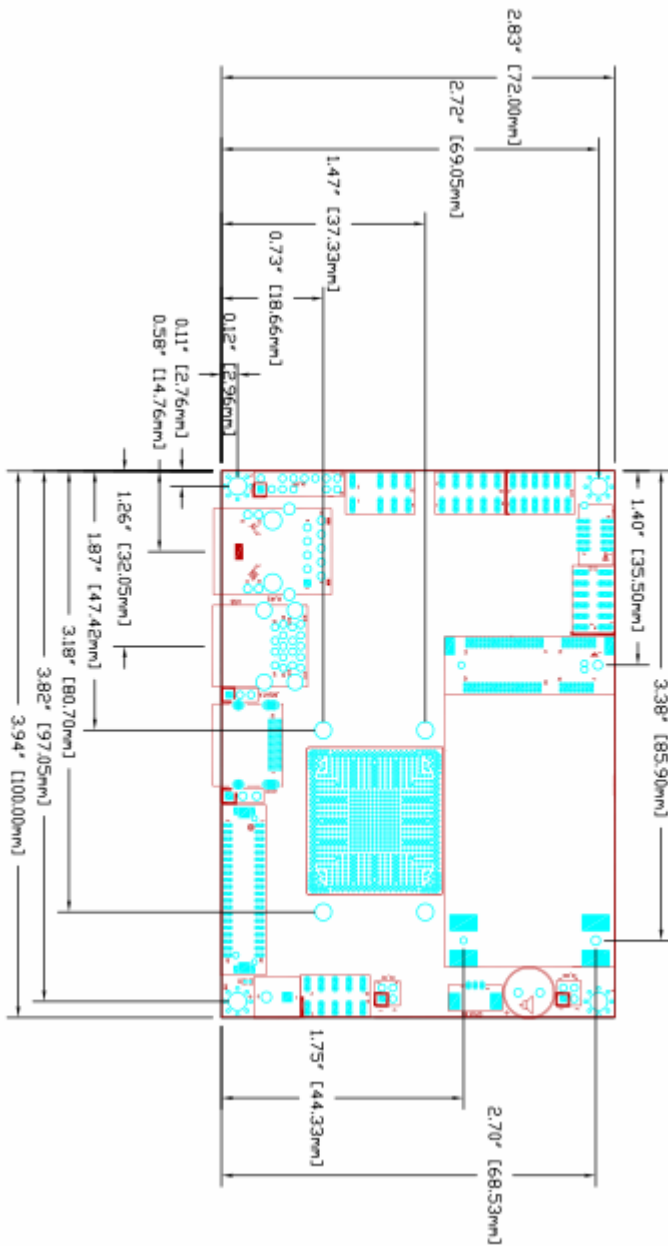 2.83" [72.00mm]
2.72" [69.05mm]
1.47" [37.33mm]
0.73" [18.66mm]
0.12" [2.96mm]
0.11" [2.76mm]
0.58" [14.76mm]
1.26" [32.05mm]
1.87" [47.42mm]
3.18" [80.70mm]
3.82" [97.05mm]
3.94" [100.00mm]
1.40" [35.50mm]
3.38" [85.90mm]
1.75" [44.33mm]
2.70" [68.53mm]